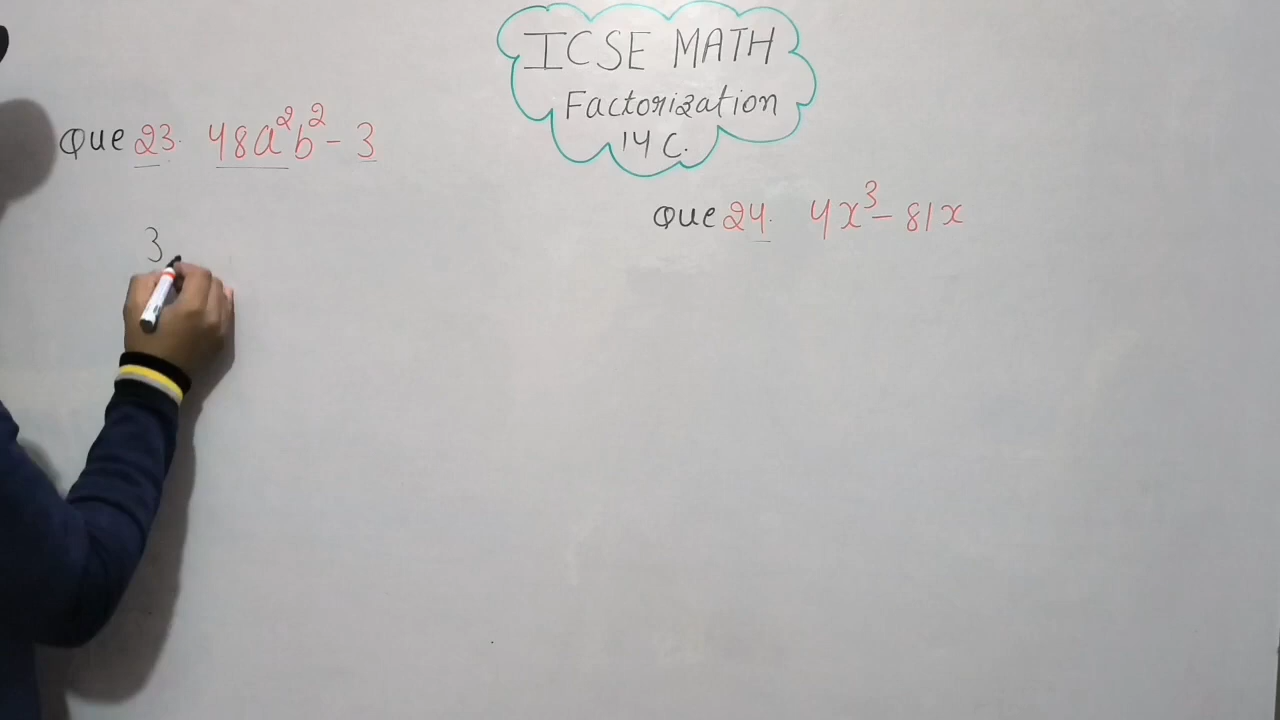 ICSE MATH
Factorization
14 C.
Que 23. 48a²b² - 3
Que 24. 4x³ - 81x
3